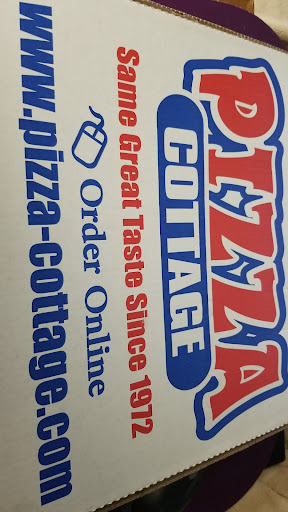 PIZZA
COTTAGE
Same Great Taste Since 1972
Order Online
www.pizza-cottage.com